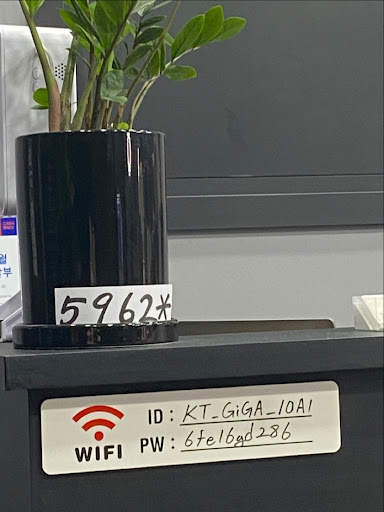 5962*
ID : KT_GiGA_10A1
WIFI PW : 6fe16gd286